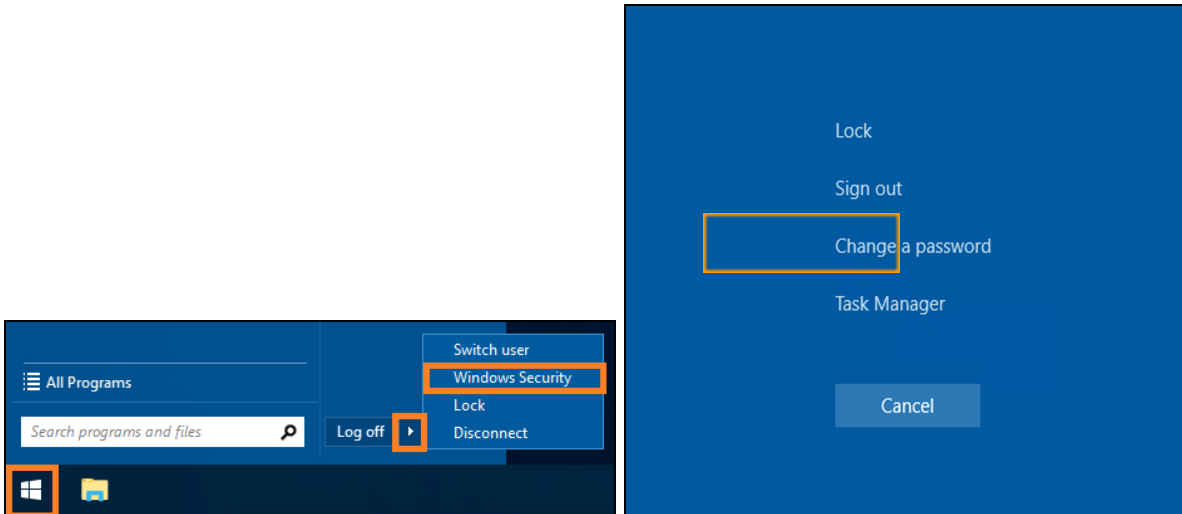 Switch user
All Programs
Windows Security
Lock
Search programs and files
Log off
Disconnect
Lock
Sign out
Change a password
Task Manager
Cancel